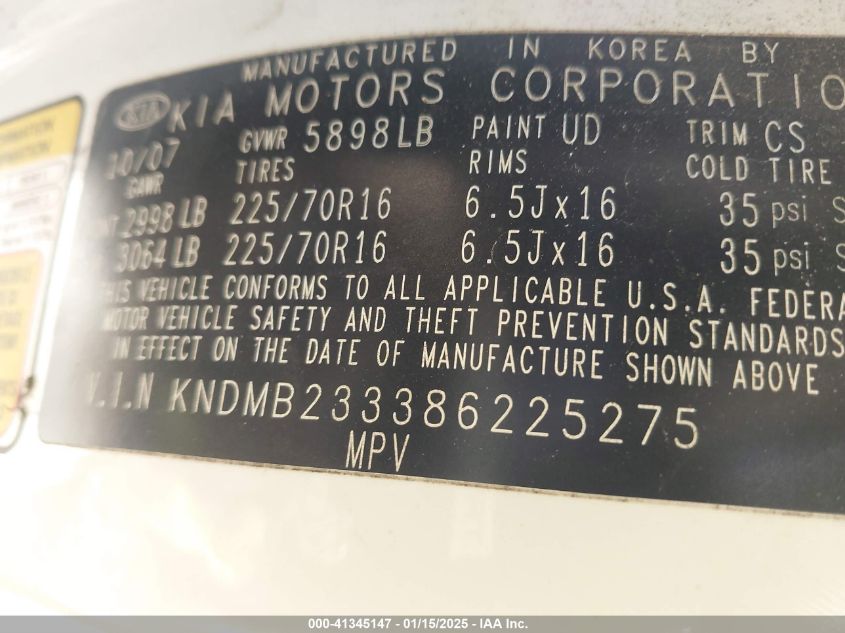 MANUFACTURED IN KOREA BY
KIA KIA MOTORS CORPORATIO
10/07 GVWR 5898LB PAINT UD TRIM CS
GAWR TIRES RIMS COLD TIRE
2998 LB 225/70R16 6.5Jx16 35 psi S
3064 LB 225/70R16 6.5Jx16 35 psi S
THIS VEHICLE CONFORMS TO ALL APPLICABLE U.S.A. FEDERA
MOTOR VEHICLE SAFETY AND THEFT PREVENTION STANDARDS
IN EFFECT ON THE DATE OF MANUFACTURE SHOWN ABOVE
V.I.N KNDMB233386225275
MPV
000-41345147 - 01/15/2025 - IAA Inc.